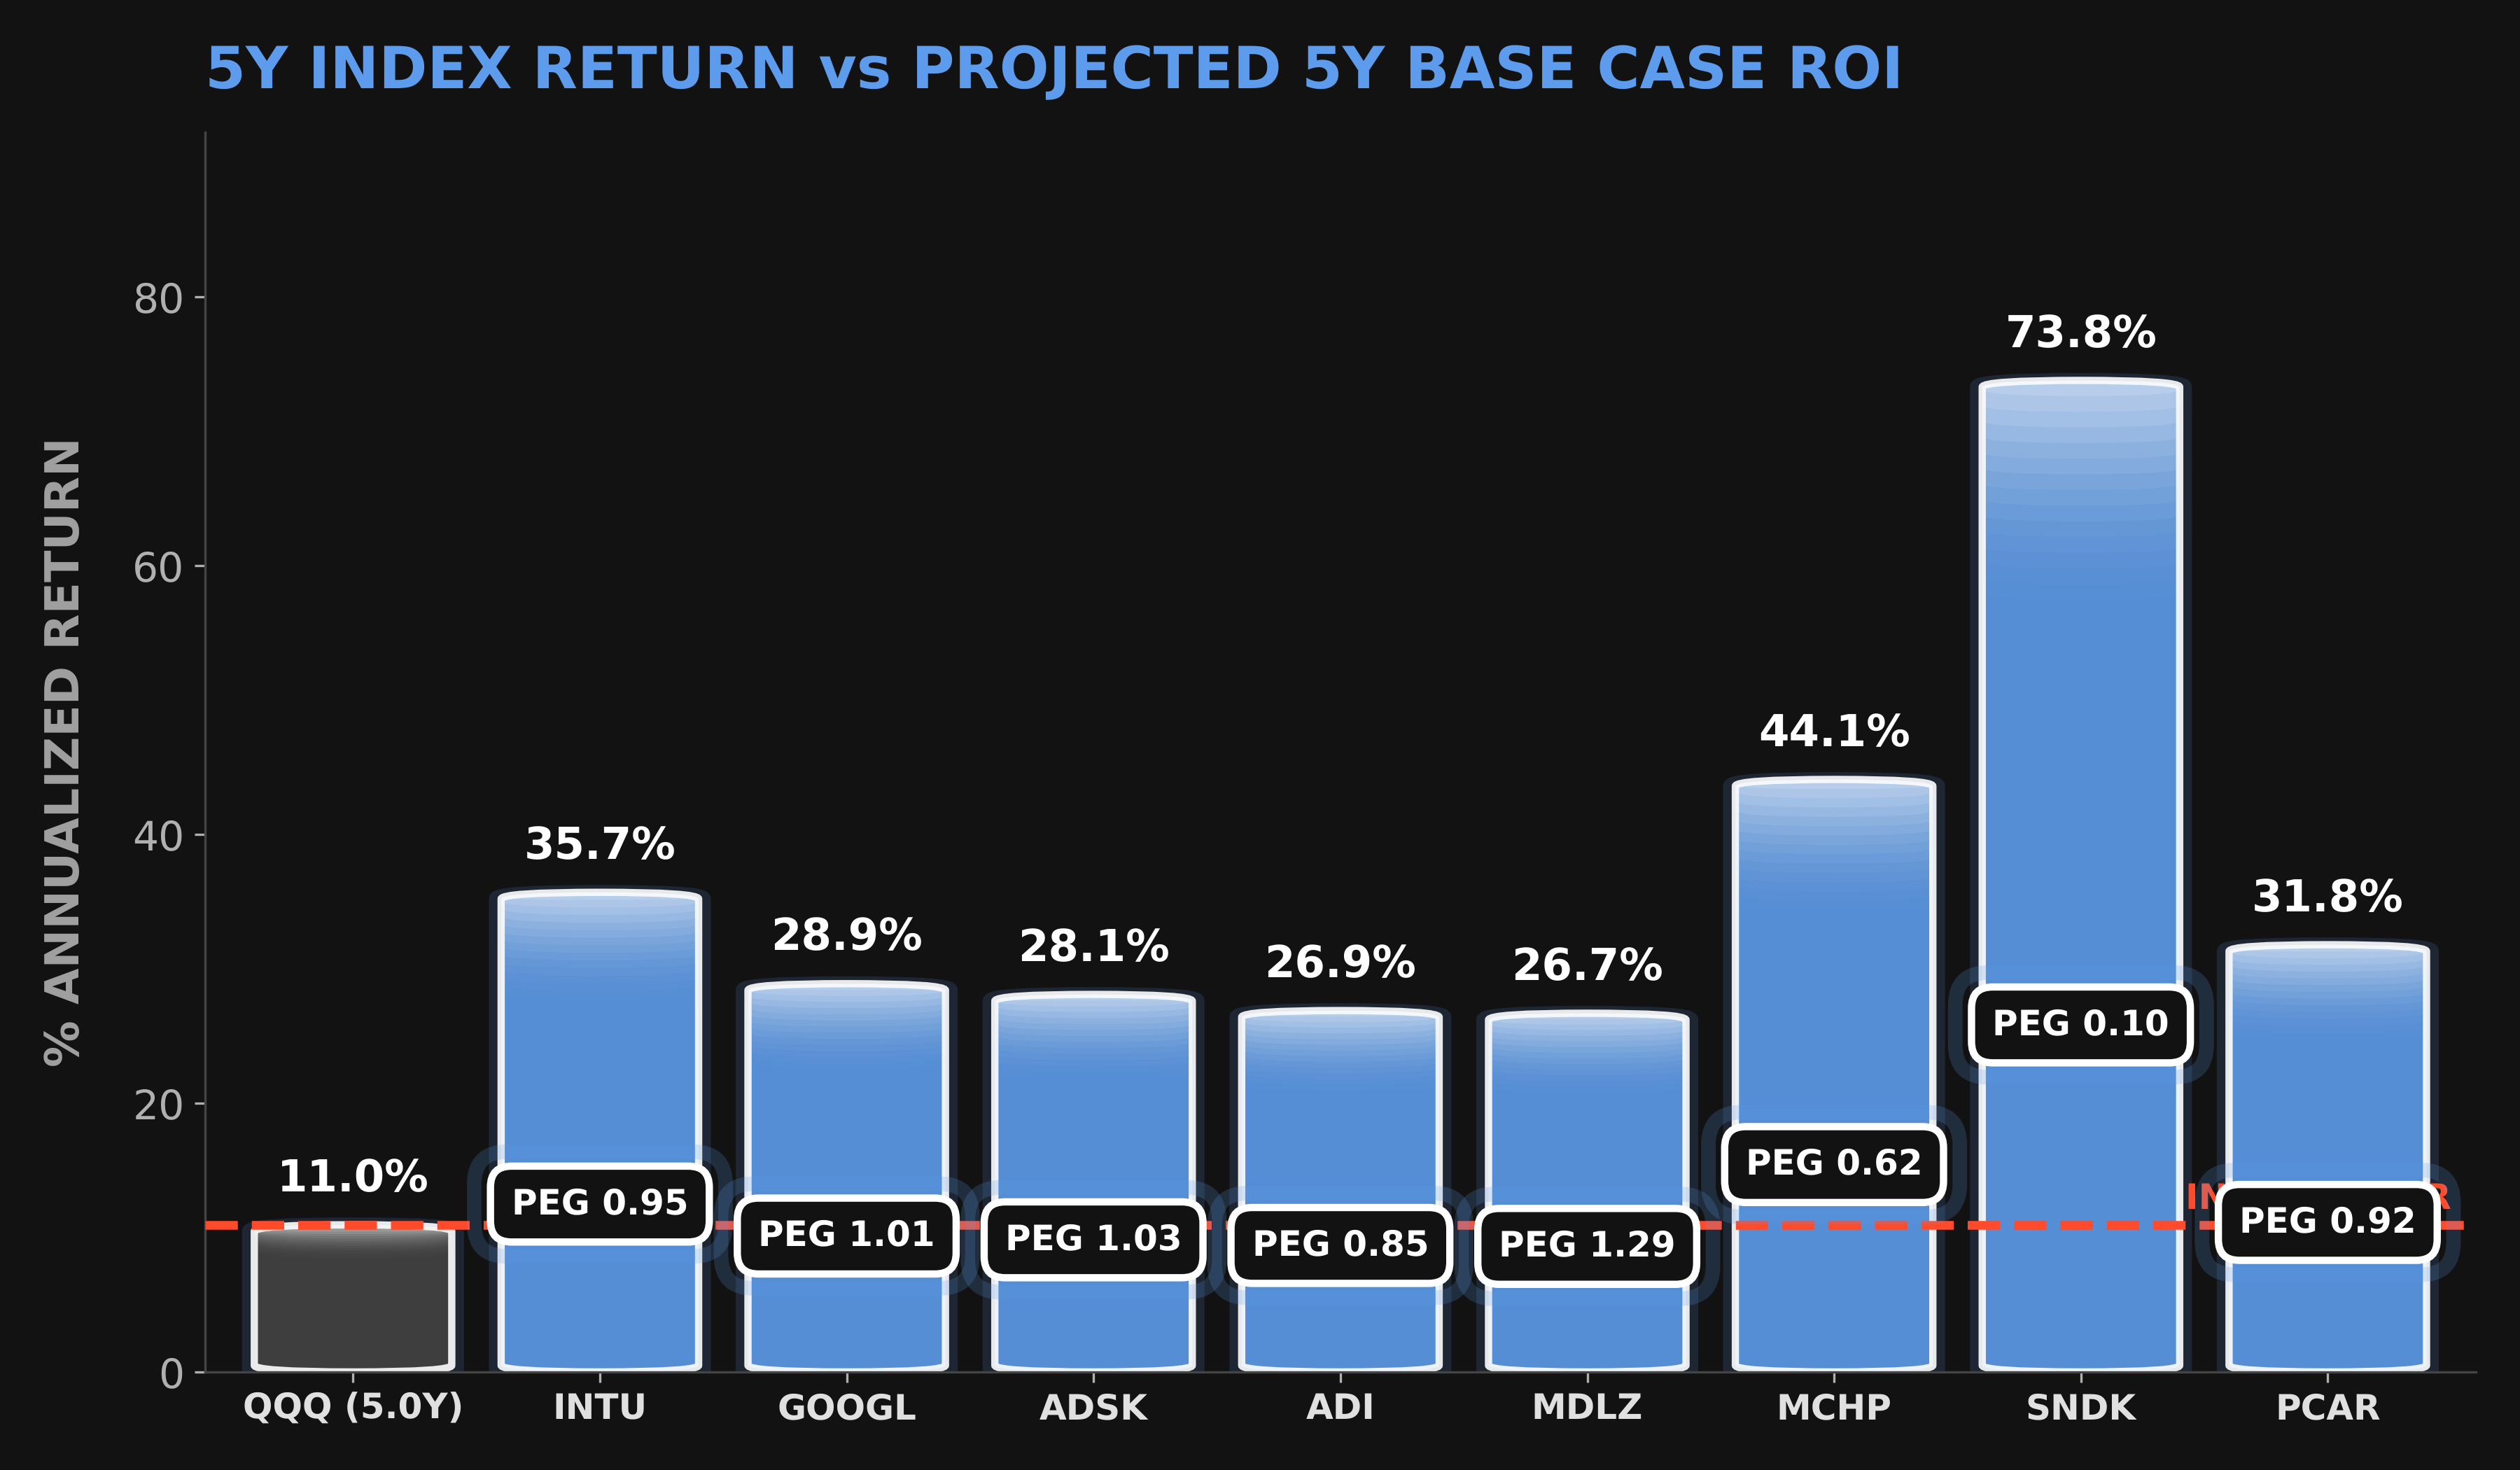 5Y INDEX RETURN vs PROJECTED 5Y BASE CASE ROI
% ANNUALIZED RETURN
80
60
40
20
0
11.0%
35.7%
28.9%
28.1%
26.9%
26.7%
44.1%
73.8%
31.8%
PEG 0.95
PEG 1.01
PEG 1.03
PEG 0.85
PEG 1.29
PEG 0.62
PEG 0.10
PEG 0.92
QQQ (5.0Y)
INTU
GOOGL
ADSK
ADI
MDLZ
MCHP
SNDK
PCAR